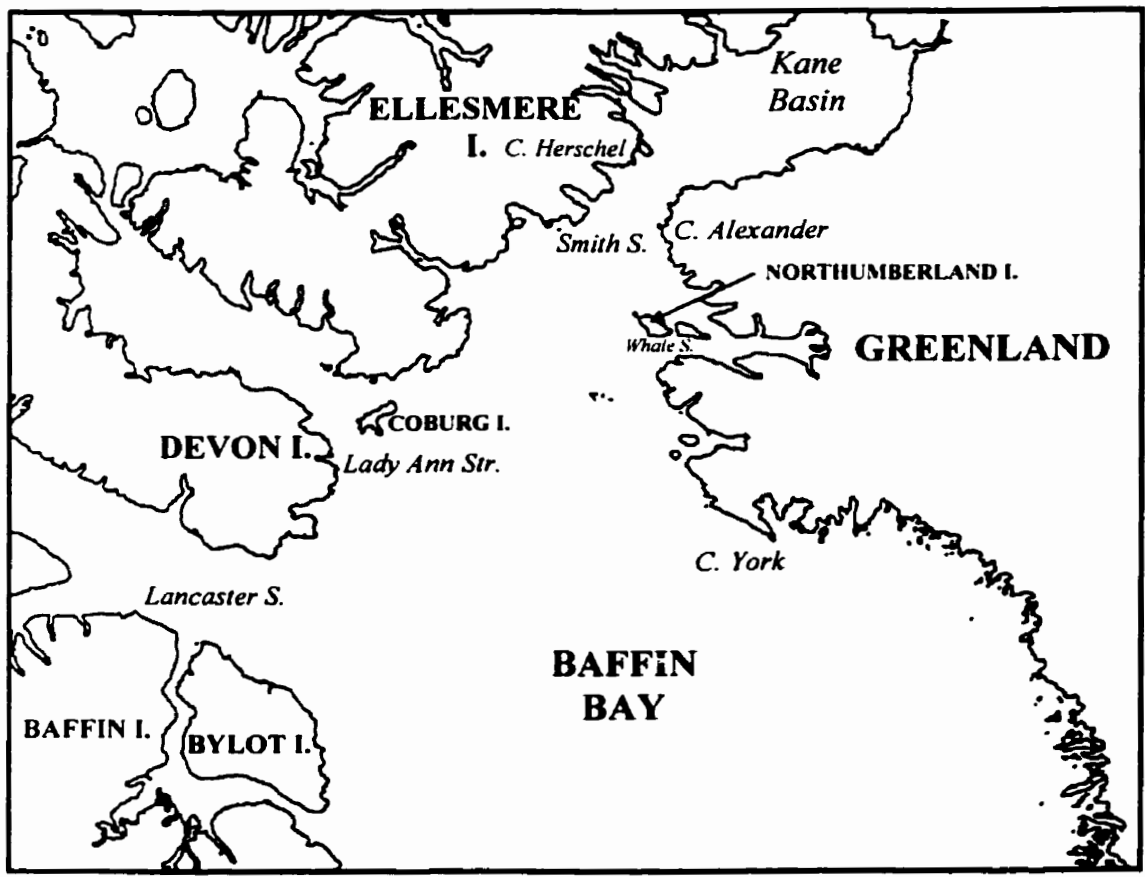 Kane
Basin
ELLESMERE
I. C. Herschel
Smith S.
C. Alexander
NORTHUMBERLAND I.
Whale S.
GREENLAND
COBURG I.
DEVON I.
Lady Ann Str.
C. York
Lancaster S.
BAFFIN
BAY
BAFFIN I.
BYLOT I.